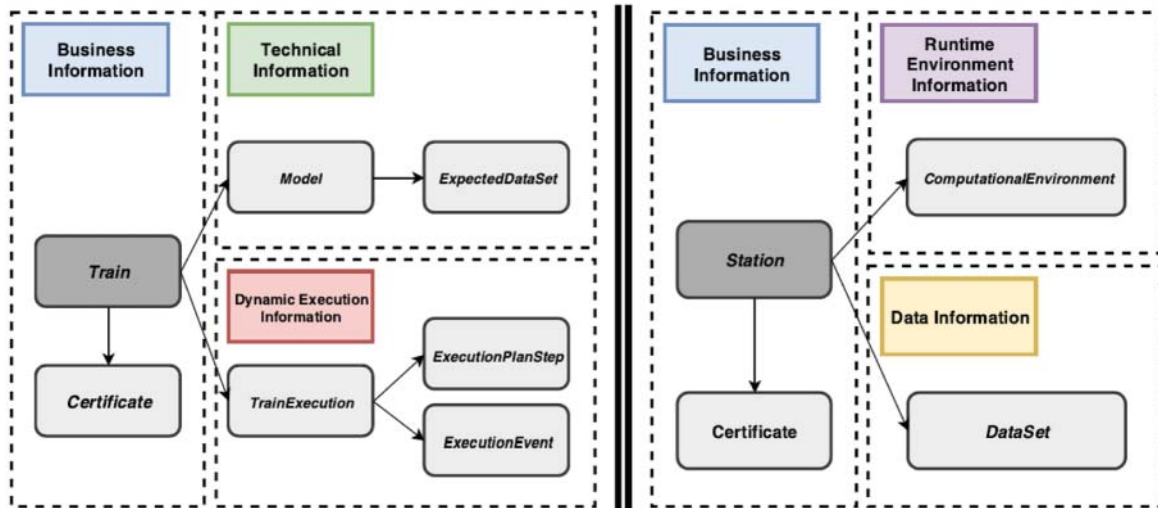 Business
Information
Technical
Information
Model
ExpectedDataSet
Train
Certificate
Dynamic Execution
Information
TrainExecution
ExecutionPlanStep
ExecutionEvent
Business
Information
Runtime
Environment
Information
ComputationalEnvironment
Station
Certificate
Data Information
DataSet